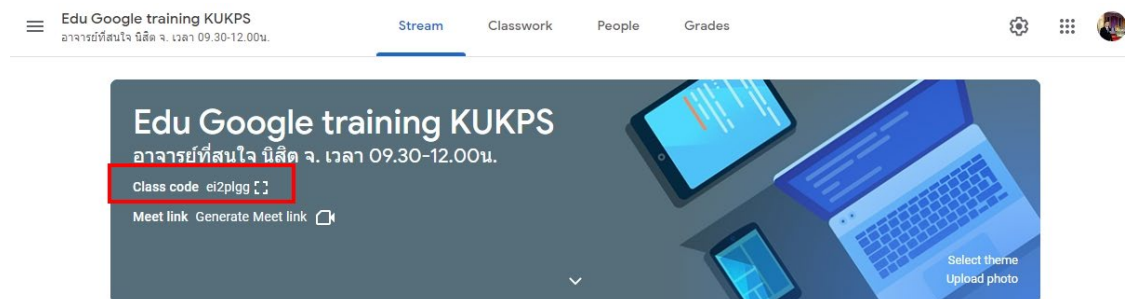 Edu Google training KUKPS
อาจารย์ที่สนใจ นิสิต จ. เวลา 09.30-12.00น.
Stream Classwork People Grades
Edu Google training KUKPS
อาจารย์ที่สนใจ นิสิต จ. เวลา 09.30-12.00น.
Class code ei2plgg
Meet link Generate Meet link
Select theme
Upload photo